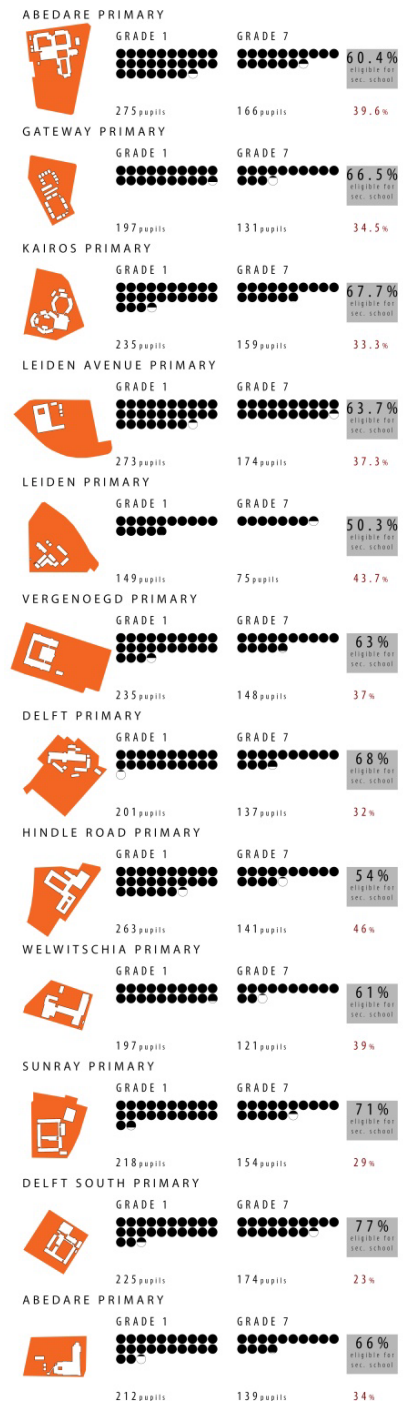 ABEDARE PRIMARY
GRADE 1 GRADE 7
60.4%
eligible for
sec. school
275 pupils 166 pupils 39.6%
GATEWAY PRIMARY
GRADE 1 GRADE 7
66.5%
eligible for
sec. school
197 pupils 131 pupils 34.5%
KAIROS PRIMARY
GRADE 1 GRADE 7
67.7%
eligible for
sec. school
235 pupils 159 pupils 33.3%
LEIDEN AVENUE PRIMARY
GRADE 1 GRADE 7
63.7%
eligible for
sec. school
273 pupils 174 pupils 37.3%
LEIDEN PRIMARY
GRADE 1 GRADE 7
50.3%
eligible for
sec. school
149 pupils 75 pupils 43.7%
VERGENOEGD PRIMARY
GRADE 1 GRADE 7
63%
eligible for
sec. school
235 pupils 148 pupils 37%
DELFT PRIMARY
GRADE 1 GRADE 7
68%
eligible for
sec. school
201 pupils 137 pupils 32%
HINDLE ROAD PRIMARY
GRADE 1 GRADE 7
54%
eligible for
sec. school
263 pupils 141 pupils 46%
WELWITSCHIA PRIMARY
GRADE 1 GRADE 7
61%
eligible for
sec. school
197 pupils 121 pupils 39%
SUNRAY PRIMARY
GRADE 1 GRADE 7
71%
eligible for
sec. school
218 pupils 154 pupils 29%
DELFT SOUTH PRIMARY
GRADE 1 GRADE 7
77%
eligible for
sec. school
225 pupils 174 pupils 23%
ABEDARE PRIMARY
GRADE 1 GRADE 7
66%
eligible for
sec. school
212 pupils 139 pupils 34%